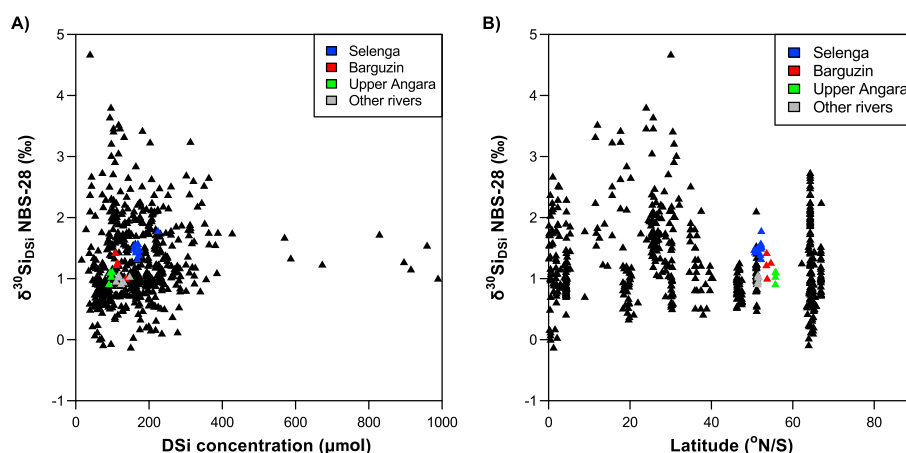 A)
5
4
3
2
1
0
-1
δ³⁰Si_DSi NBS-28 (‰)
Selenga
Barguzin
Upper Angara
Other rivers
0 200 400 600 800 1000
DSi concentration (µmol)
B)
5
4
3
2
1
0
-1
δ³⁰Si_DSi NBS-28 (‰)
Selenga
Barguzin
Upper Angara
Other rivers
0 20 40 60 80
Latitude (°N/S)